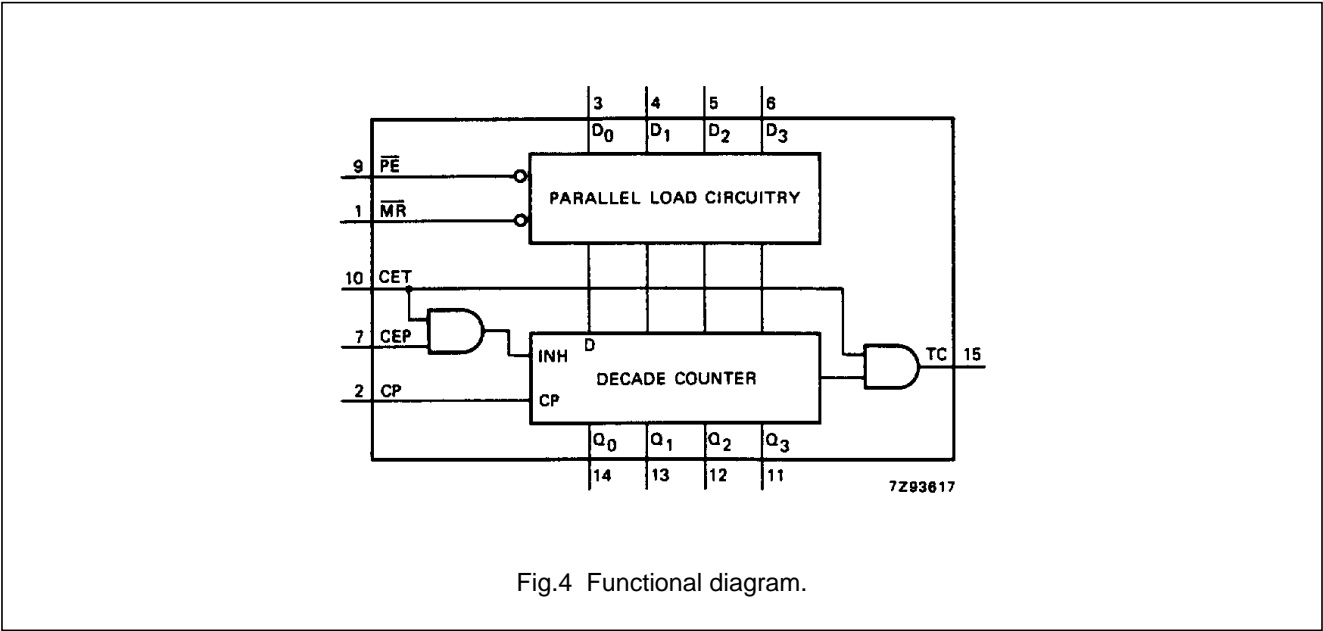 3 4 5 6
D0 D1 D2 D3
9 PE
PARALLEL LOAD CIRCUITRY
1 MR
10 CET
7 CEP
INH D
TC 15
DECADE COUNTER
2 CP
CP
Q0 Q1 Q2 Q3
14 13 12 11
7Z93617
Fig.4 Functional diagram.